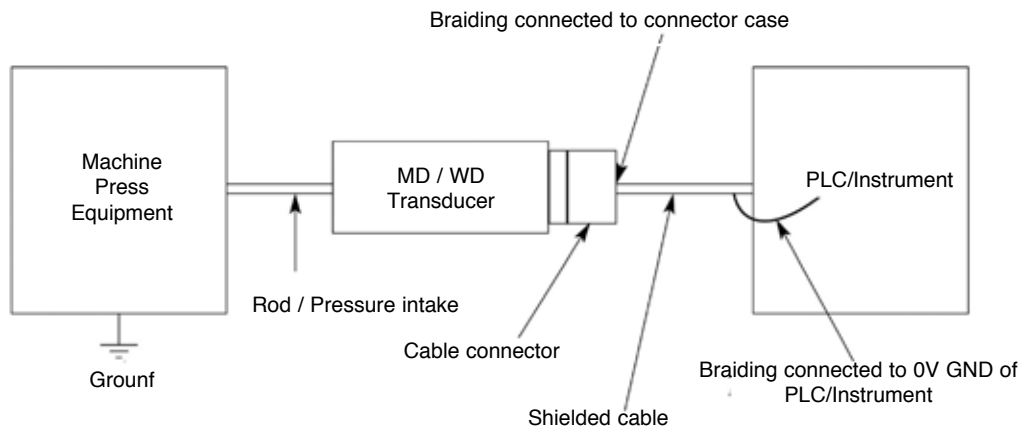 Braiding connected to connector case
Machine
Press
Equipment
MD / WD
Transducer
PLC/Instrument
Rod / Pressure intake
Cable connector
Grounf
Shielded cable
Braiding connected to 0V GND of
PLC/Instrument